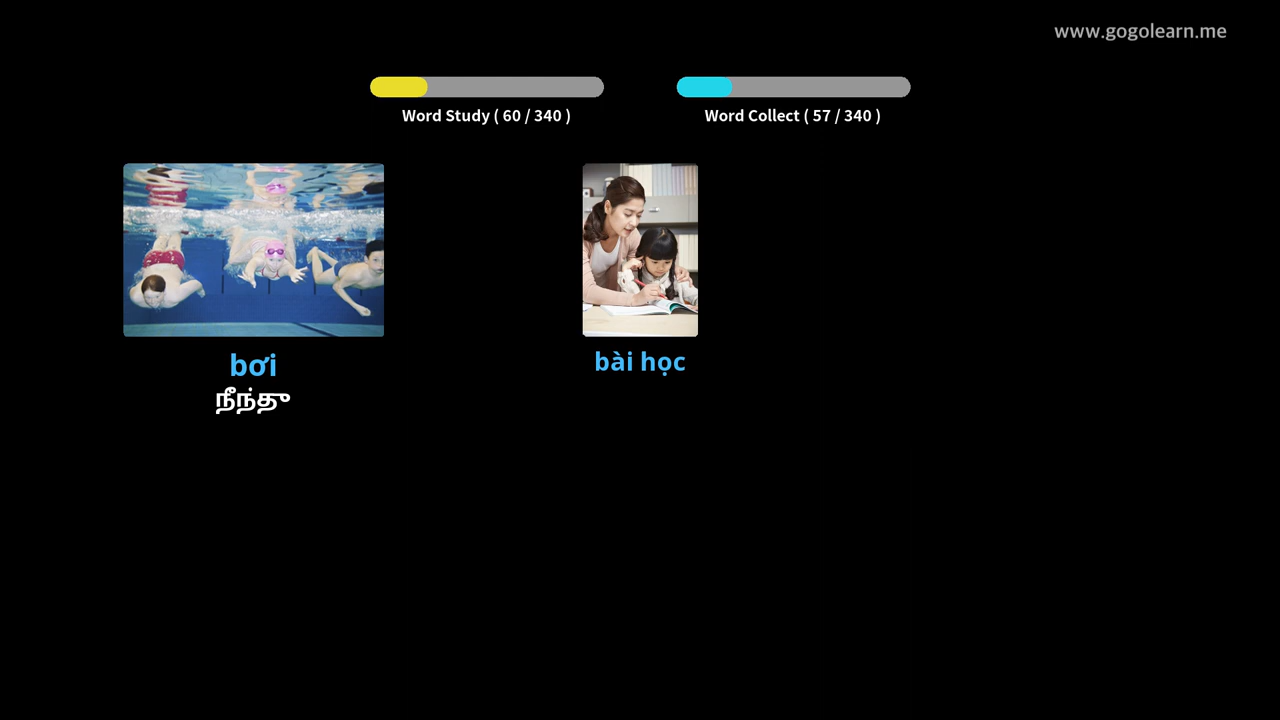 www.gogolearn.me
Word Study ( 60 / 340 )
Word Collect ( 57 / 340 )
bơi
நீந்து
bài học